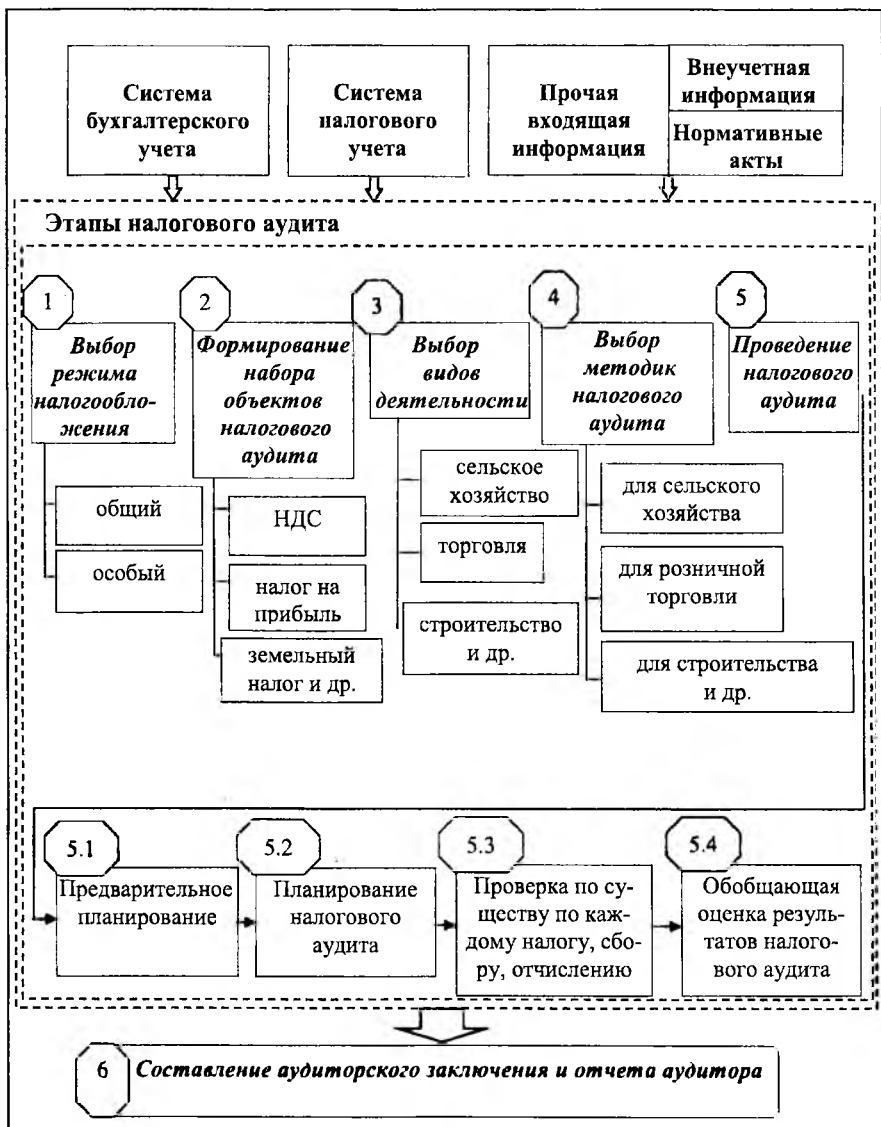 Система
бухгалтерского
учета
Система
налогового
учета
Прочая
входящая
информация
Внеучетная
информация
Нормативные
акты
Этапы налогового аудита
1
Выбор
режима
налогообло-
жения
общий
особый
2
Формирование
набора
объектов
налогового
аудита
НДС
налог на
прибыль
земельный
налог и др.
3
Выбор
видов
деятельности
сельское
хозяйство
торговля
строительство
и др.
4
Выбор
методик
налогового
аудита
для сельского
хозяйства
для розничной
торговли
для строительства
и др.
5
Проведение
налогового
аудита
5.1
Предварительное
планирование
5.2
Планирование
налогового
аудита
5.3
Проверка по су-
ществу по каж-
дому налогу, сбо-
ру, отчислению
5.4
Обобщающая
оценка резуль-
татов налого-
вого аудита
6
Составление аудиторского заключения и отчета аудитора